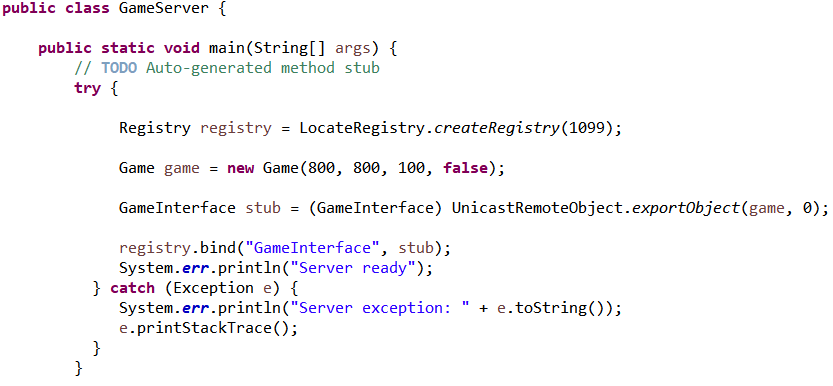 public class GameServer {
public static void main(String[] args) {
// TODO Auto-generated method stub
try {
Registry registry = LocateRegistry.createRegistry(1099);
Game game = new Game(800, 800, 100, false);
GameInterface stub = (GameInterface) UnicastRemoteObject.exportObject(game, 0);
registry.bind("GameInterface", stub);
System.err.println("Server ready");
} catch (Exception e) {
System.err.println("Server exception: " + e.toString());
e.printStackTrace();
}
}